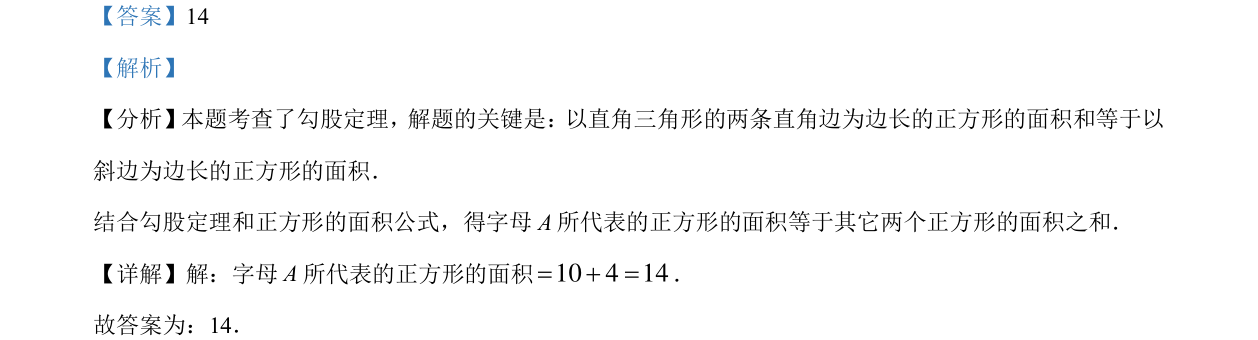 【答案】14
【解析】
【分析】本题考查了勾股定理，解题的关键是：以直角三角形的两条直角边为边长的正方形的面积和等于以
斜边为边长的正方形的面积．
结合勾股定理和正方形的面积公式，得字母 A 所代表的正方形的面积等于其它两个正方形的面积之和．
【详解】解：字母 A 所代表的正方形的面积=10+4=14．
故答案为：14．